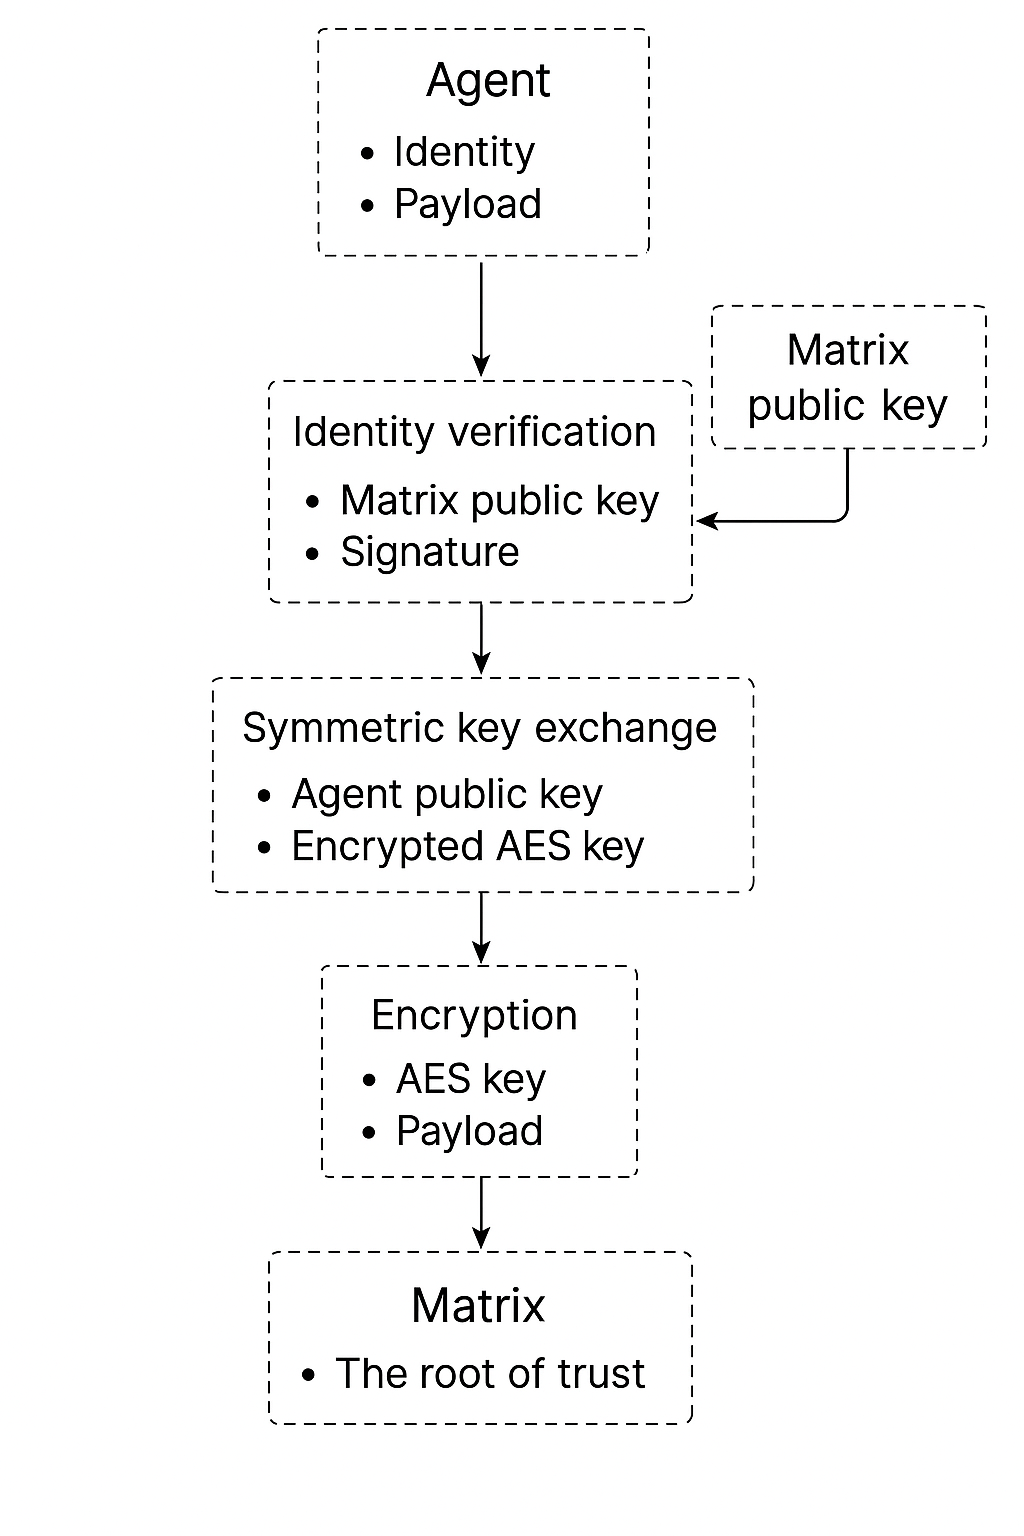 Agent
• Identity
• Payload
Matrix
public key
Identity verification
• Matrix public key
• Signature
Symmetric key exchange
• Agent public key
• Encrypted AES key
Encryption
• AES key
• Payload
Matrix
• The root of trust